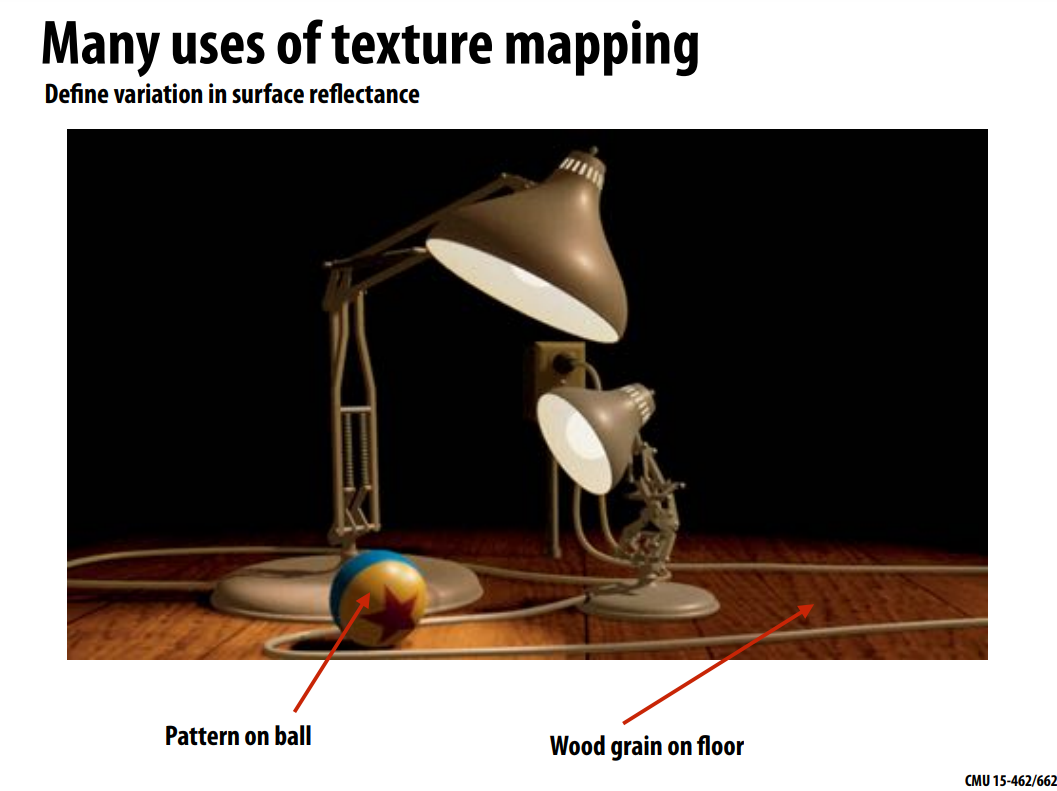 Many uses of texture mapping
Define variation in surface reflectance
Pattern on ball
Wood grain on floor
CMU 15-462/662